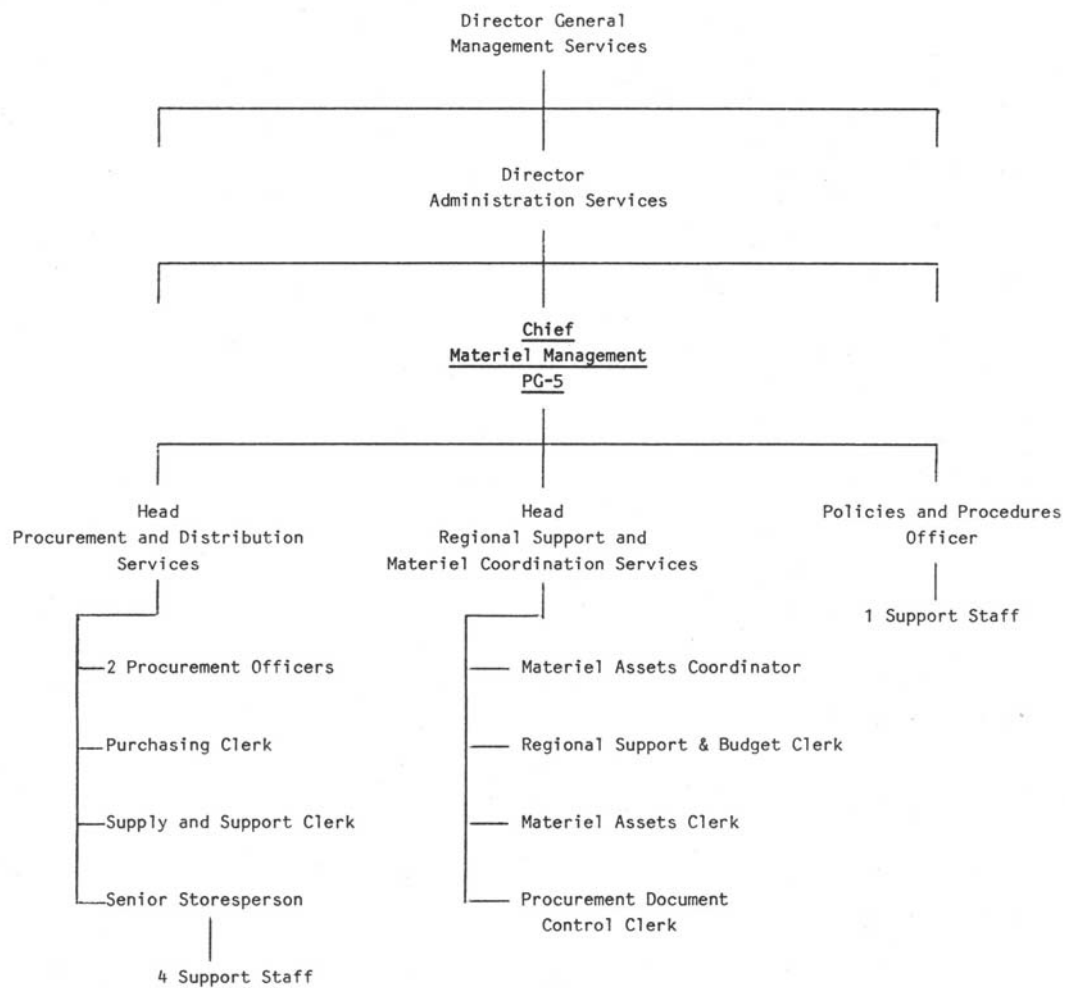 Director General
Management Services
Director
Administration Services
Chief
Materiel Management
PG-5
Head
Procurement and Distribution
Services
Head
Regional Support and
Materiel Coordination Services
Policies and Procedures
Officer
1 Support Staff
2 Procurement Officers
Purchasing Clerk
Supply and Support Clerk
Senior Storesperson
4 Support Staff
Materiel Assets Coordinator
Regional Support & Budget Clerk
Materiel Assets Clerk
Procurement Document
Control Clerk